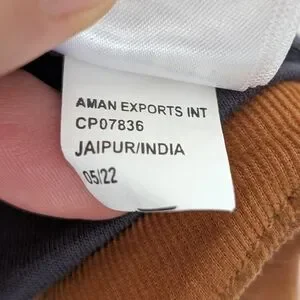 AMAN EXPORTS INT
CP07836
JAIPUR/INDIA
05/22